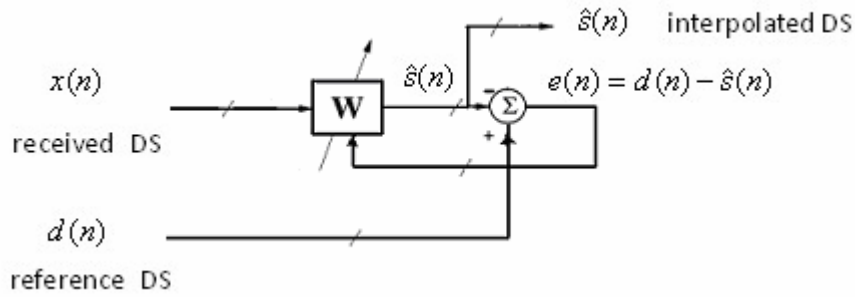 ŝ(n) interpolated DS
x(n)
ŝ(n)
e(n) = d(n) − ŝ(n)
W
-
Σ
+
received DS
d(n)
reference DS